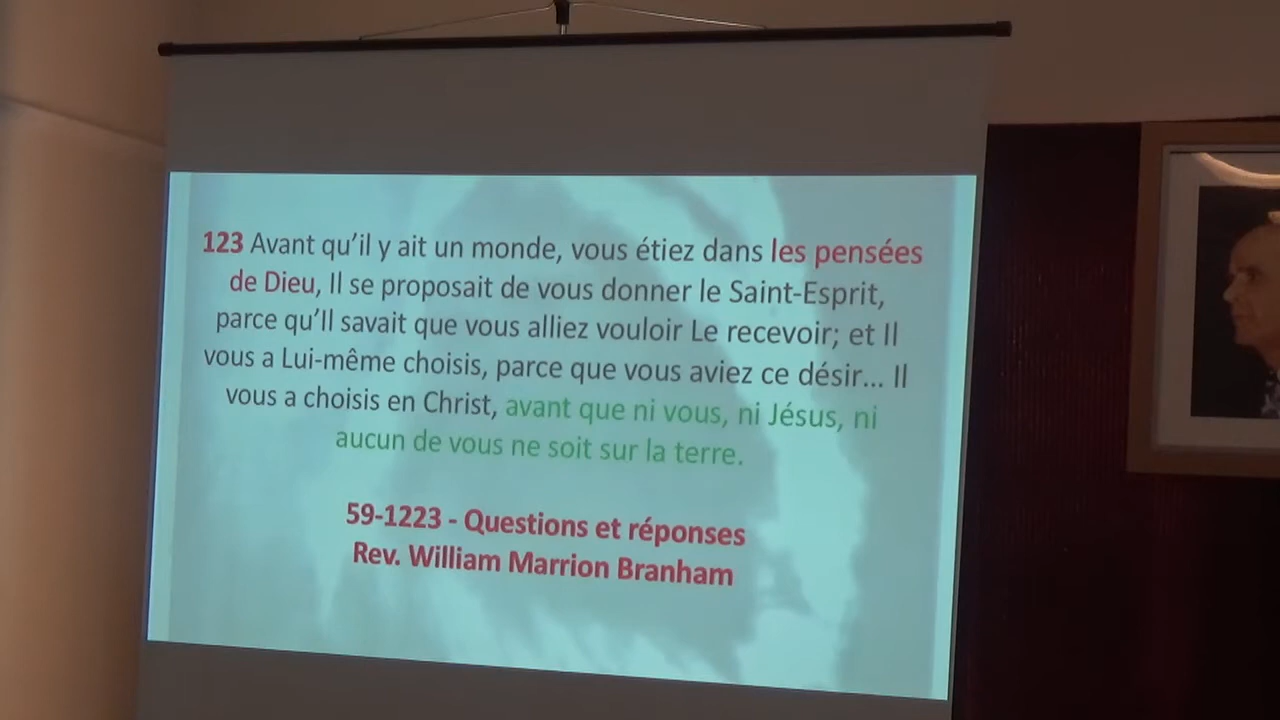 123 Avant qu'il y ait un monde, vous étiez dans les pensées
de Dieu, Il se proposait de vous donner le Saint-Esprit,
parce qu'Il savait que vous alliez vouloir Le recevoir; et Il
vous a Lui-même choisis, parce que vous aviez ce désir... Il
vous a choisis en Christ, avant que ni vous, ni Jésus, ni
aucun de vous ne soit sur la terre.
59-1223 - Questions et réponses
Rev. William Marrion Branham